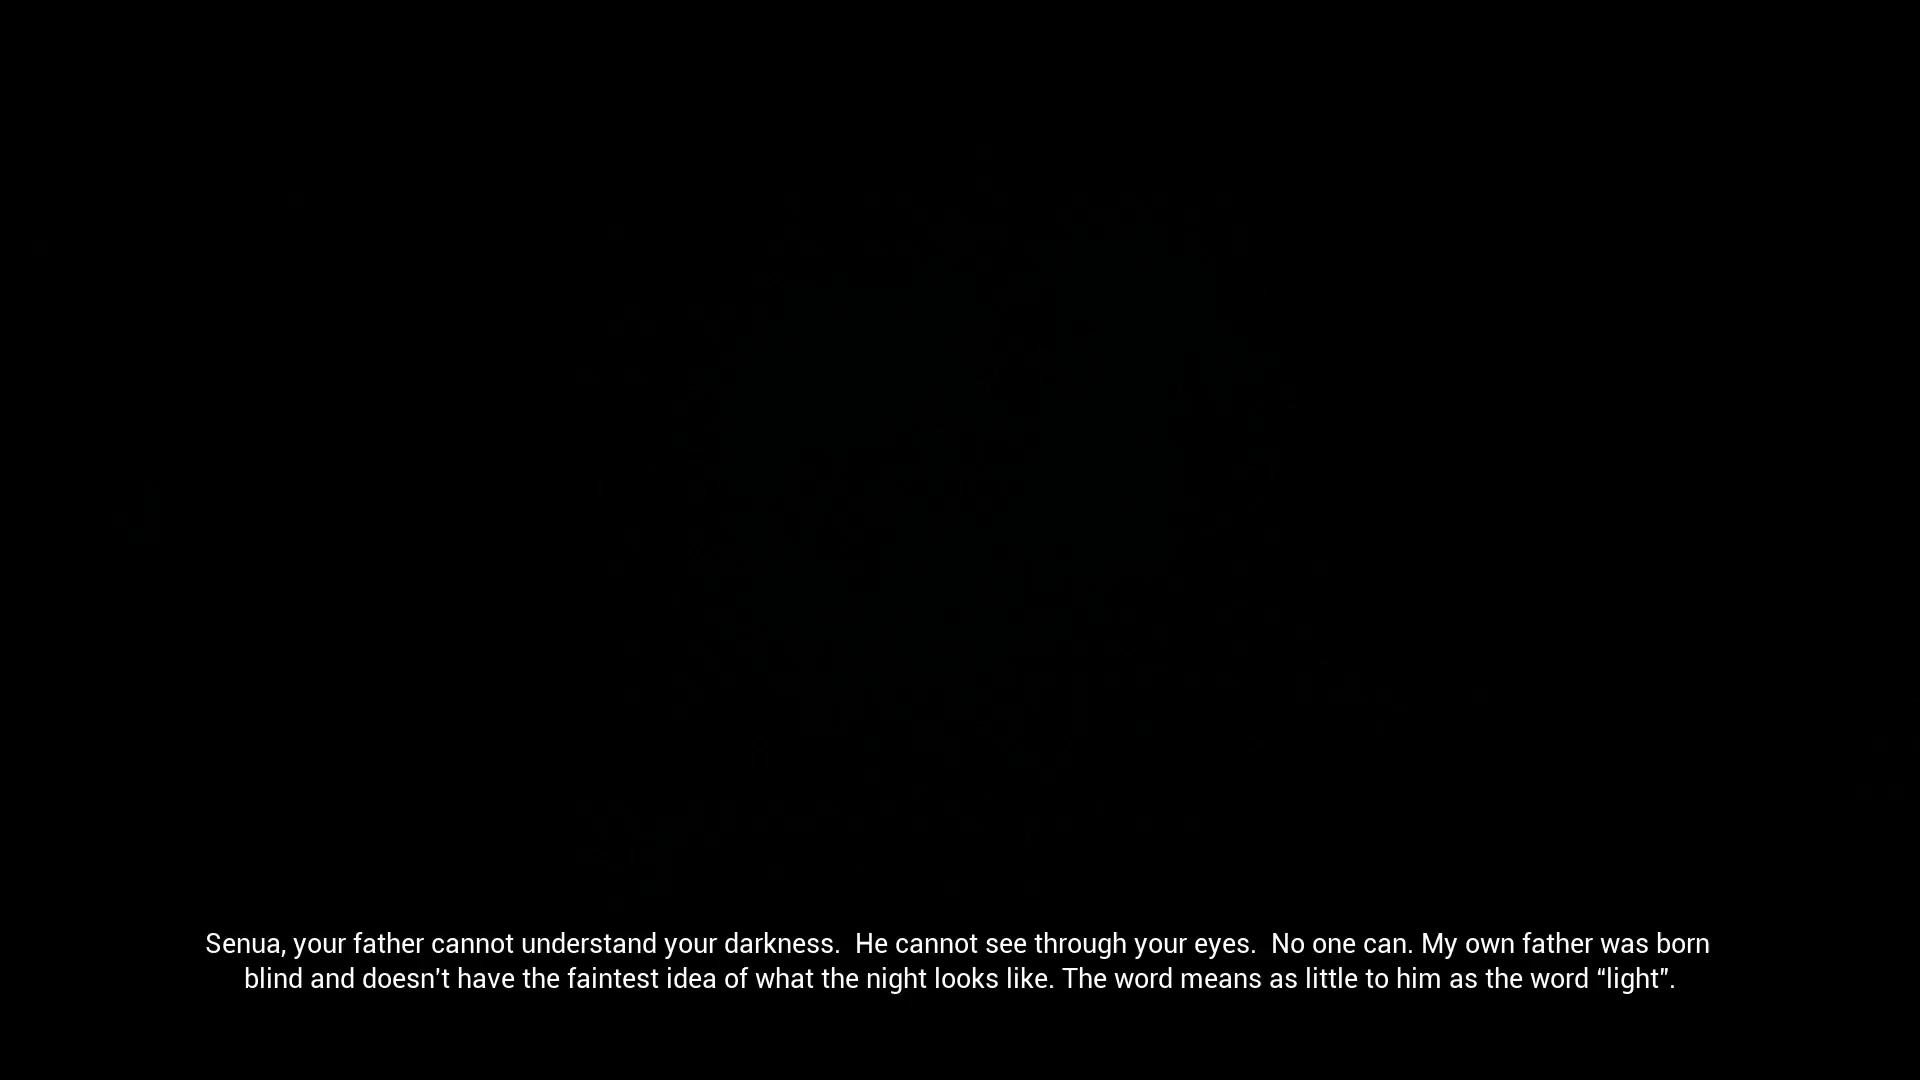 Senua, your father cannot understand your darkness.  He cannot see through your eyes.  No one can. My own father was born
blind and doesn't have the faintest idea of what the night looks like. The word means as little to him as the word “light”.